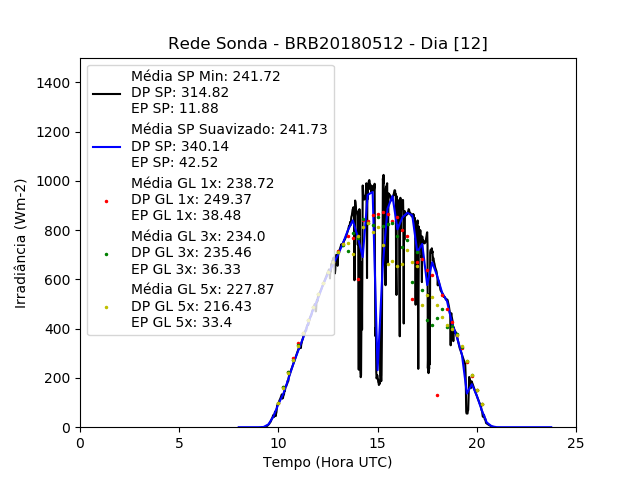 Rede Sonda - BRB20180512 - Dia [12]
Irradiância (Wm-2)
1400
1200
1000
800
600
400
200
0
Média SP Min: 241.72
DP SP: 314.82
EP SP: 11.88
Média SP Suavizado: 241.73
DP SP: 340.14
EP SP: 42.52
Média GL 1x: 238.72
DP GL 1x: 249.37
EP GL 1x: 38.48
Média GL 3x: 234.0
DP GL 3x: 235.46
EP GL 3x: 36.33
Média GL 5x: 227.87
DP GL 5x: 216.43
EP GL 5x: 33.4
0
5
10
15
20
25
Tempo (Hora UTC)